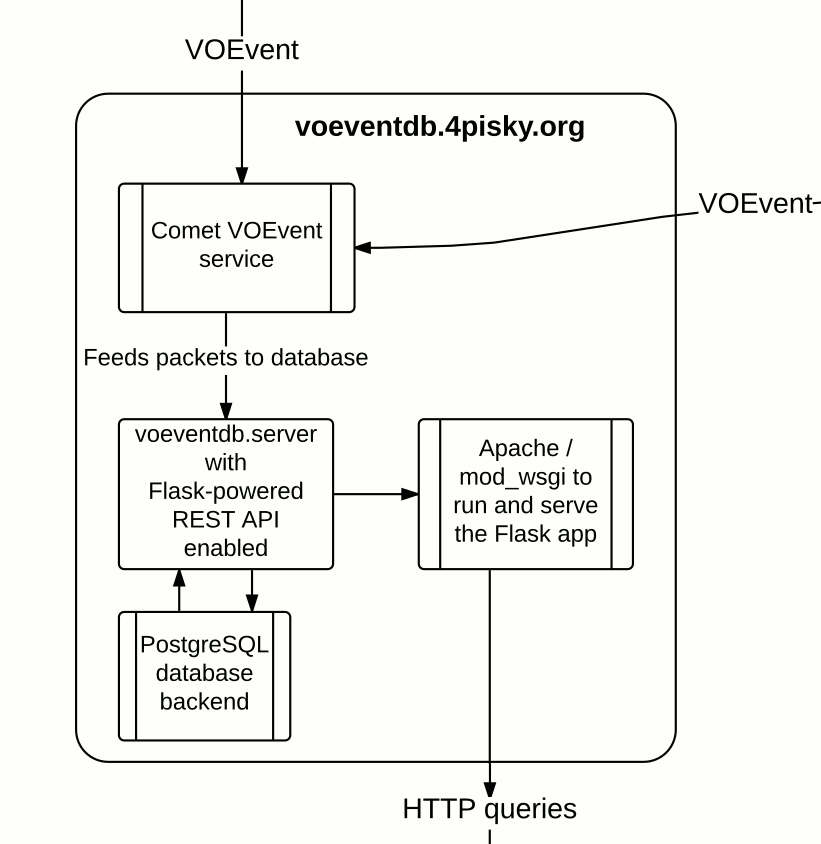 VOEvent
voeventdb.4pisky.org
VOEvent
Comet VOEvent
service
Feeds packets to database
voeventdb.server
with
Flask-powered
REST API
enabled
Apache /
mod_wsgi to
run and serve
the Flask app
PostgreSQL
database
backend
HTTP queries